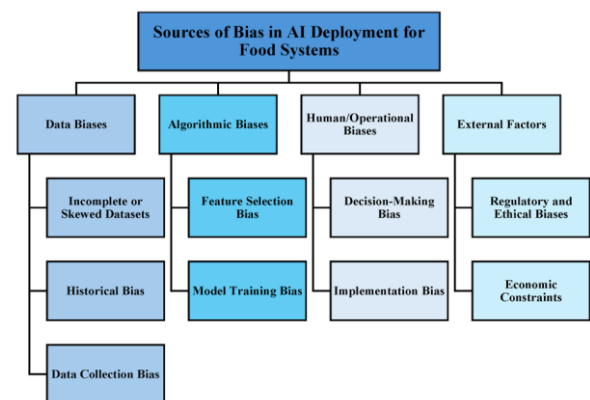 Sources of Bias in AI Deployment for
Food Systems
Data Biases
Algorithmic Biases
Human/Operational
Biases
External Factors
Incomplete or
Skewed Datasets
Feature Selection
Bias
Decision-Making
Bias
Regulatory and
Ethical Biases
Historical Bias
Model Training Bias
Implementation Bias
Economic
Constraints
Data Collection Bias